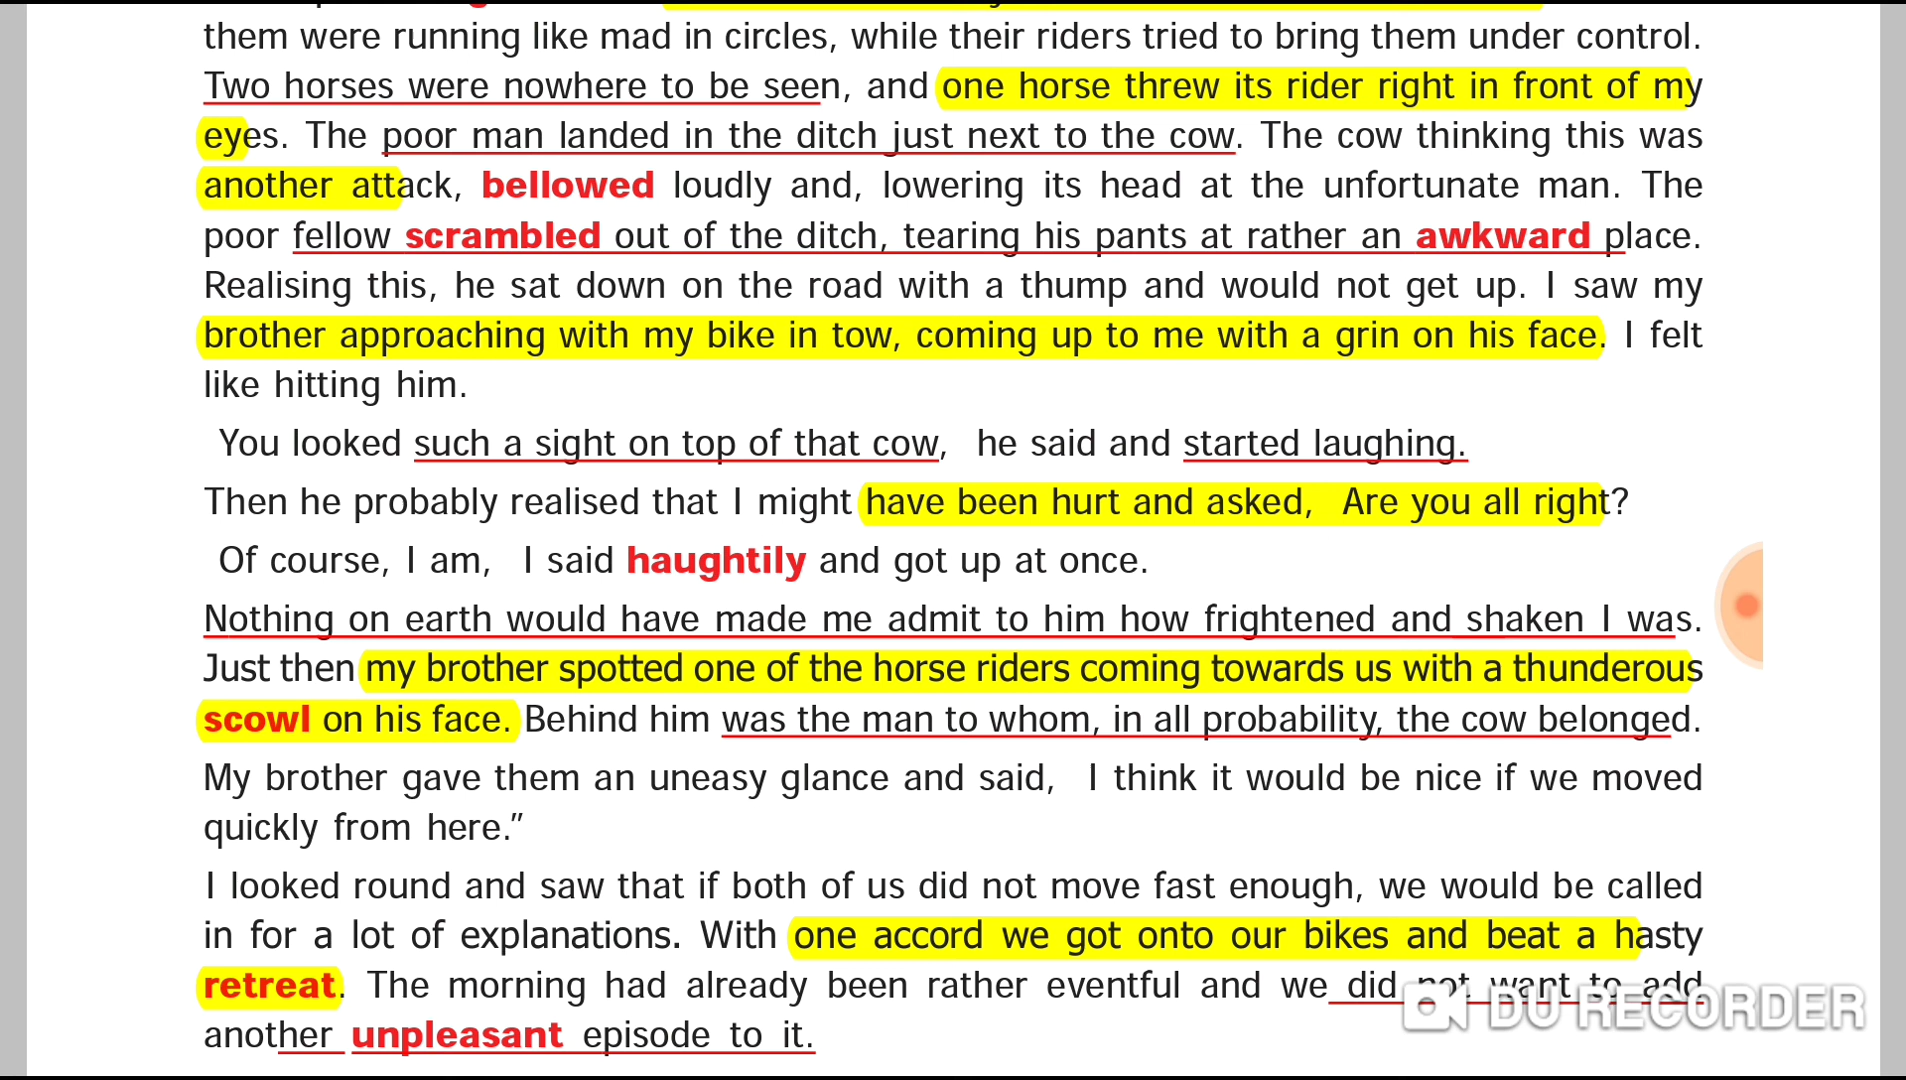 them were running like mad in circles, while their riders tried to bring them under control.
Two horses were nowhere to be seen, and one horse threw its rider right in front of my
eyes. The poor man landed in the ditch just next to the cow. The cow thinking this was
another attack, bellowed loudly and, lowering its head at the unfortunate man. The
poor fellow scrambled out of the ditch, tearing his pants at rather an awkward place.
Realising this, he sat down on the road with a thump and would not get up. I saw my
brother approaching with my bike in tow, coming up to me with a grin on his face. I felt
like hitting him.
You looked such a sight on top of that cow, he said and started laughing.
Then he probably realised that I might have been hurt and asked, Are you all right?
Of course, I am, I said haughtily and got up at once.
Nothing on earth would have made me admit to him how frightened and shaken I was.
Just then my brother spotted one of the horse riders coming towards us with a thunderous
scowl on his face. Behind him was the man to whom, in all probability, the cow belonged.
My brother gave them an uneasy glance and said, I think it would be nice if we moved
quickly from here.”
I looked round and saw that if both of us did not move fast enough, we would be called
in for a lot of explanations. With one accord we got onto our bikes and beat a hasty
retreat. The morning had already been rather eventful and we did not want to add
another unpleasant episode to it.
DU RECORDER